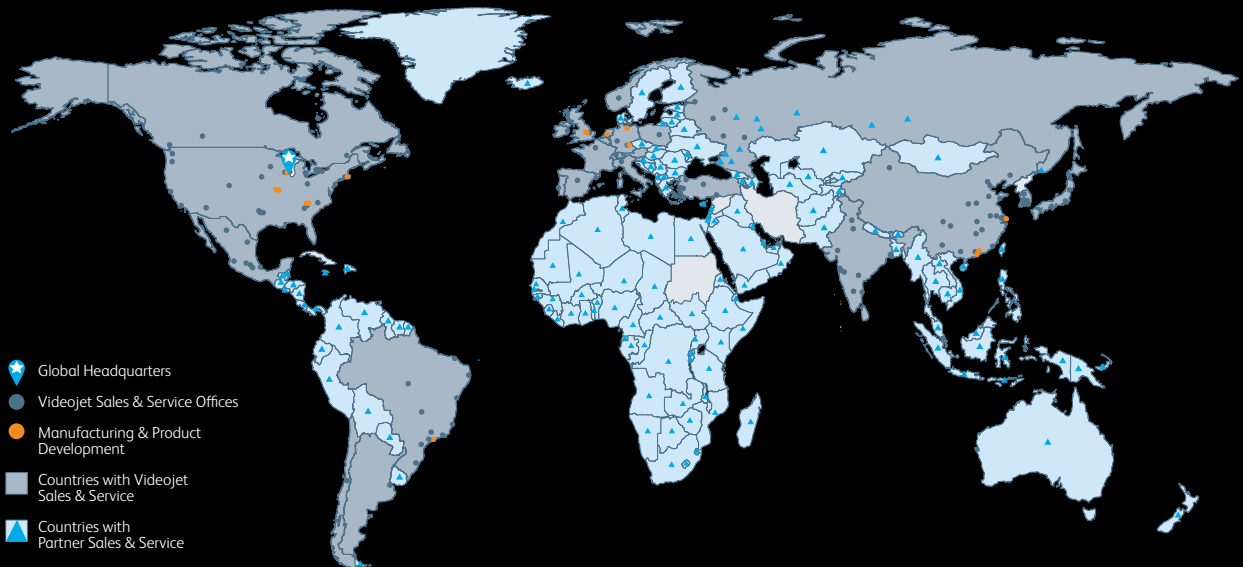 Global Headquarters
Videojet Sales & Service Offices
Manufacturing & Product
Development
Countries with Videojet
Sales & Service
Countries with
Partner Sales & Service